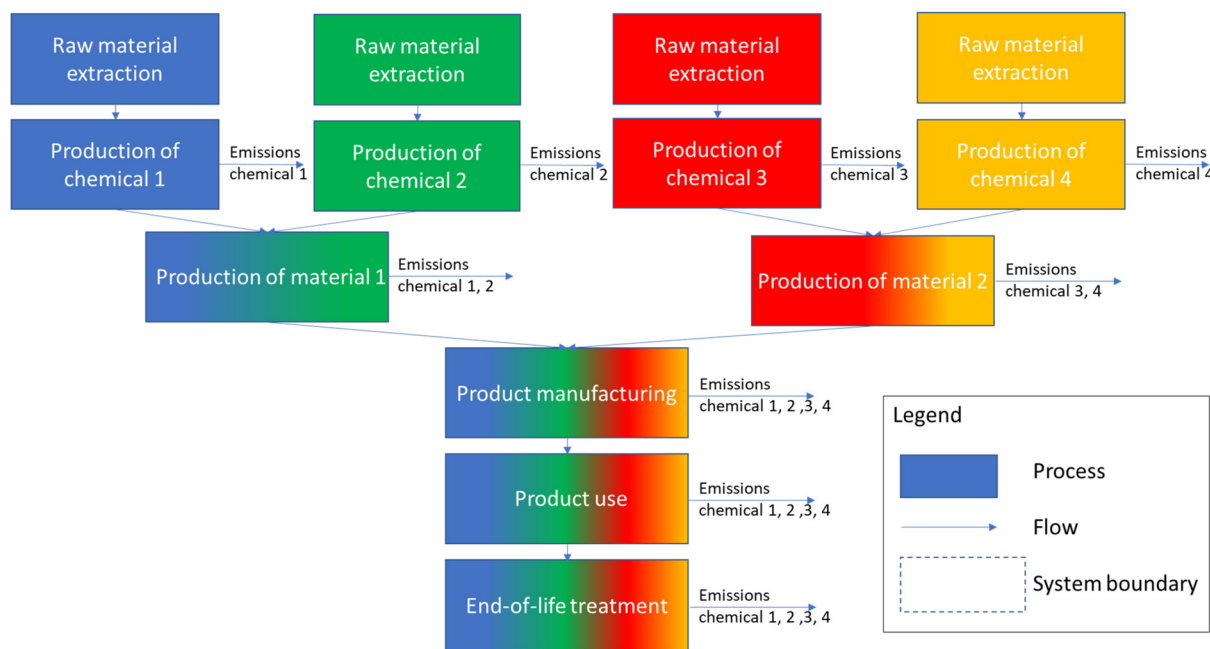 Raw material
extraction
Raw material
extraction
Raw material
extraction
Raw material
extraction
Production of
chemical 1
Emissions
chemical 1
Production of
chemical 2
Emissions
chemical 2
Production of
chemical 3
Emissions
chemical 3
Production of
chemical 4
Emissions
chemical 4
Production of material 1
Emissions
chemical 1, 2
Production of material 2
Emissions
chemical 3, 4
Product manufacturing
Emissions
chemical 1, 2 ,3, 4
Product use
Emissions
chemical 1, 2 ,3, 4
End-of-life treatment
Emissions
chemical 1, 2 ,3, 4
Legend
Process
Flow
System boundary